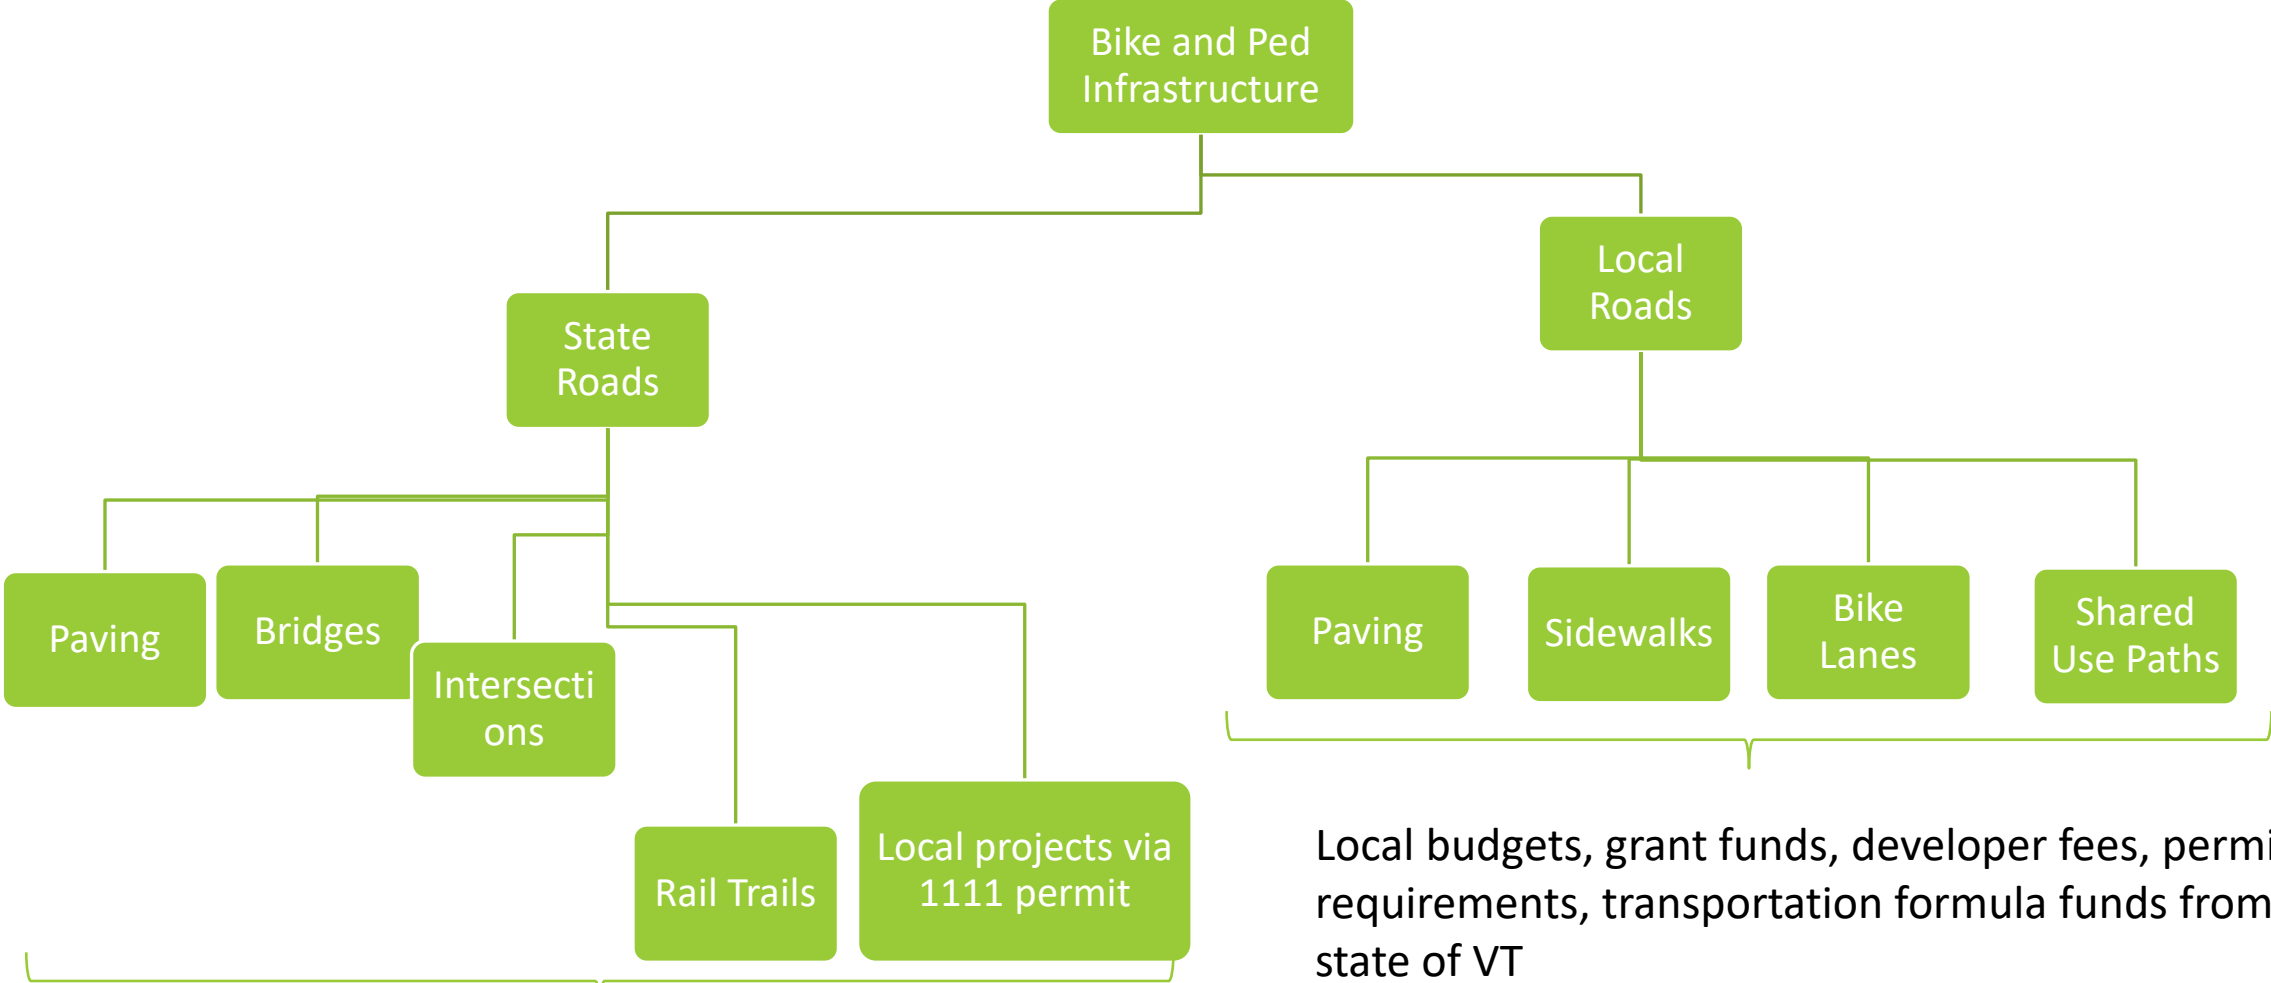 Bike and Ped
Infrastructure
Local
Roads
State
Roads
Paving
Bridges
Intersecti
ons
Rail Trails
Local projects via
1111 permit
Paving
Sidewalks
Bike
Lanes
Shared
Use Paths
Local budgets, grant funds, developer fees, permi
requirements, transportation formula funds from
state of VT